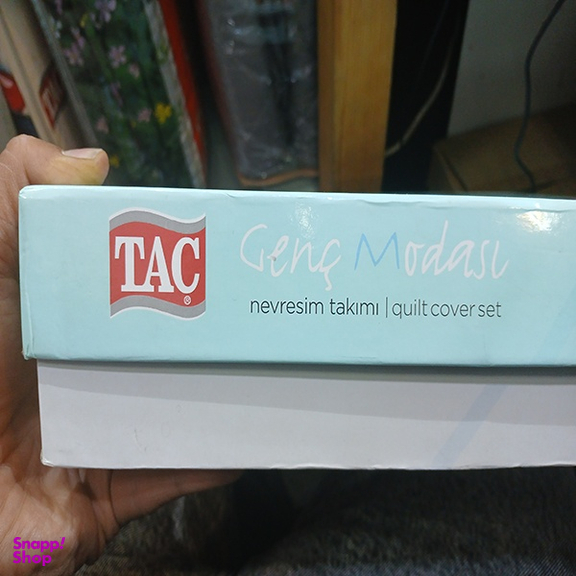 TAC®
Genç Modası
nevresim takımı | quilt cover set
Snapp!
Shop